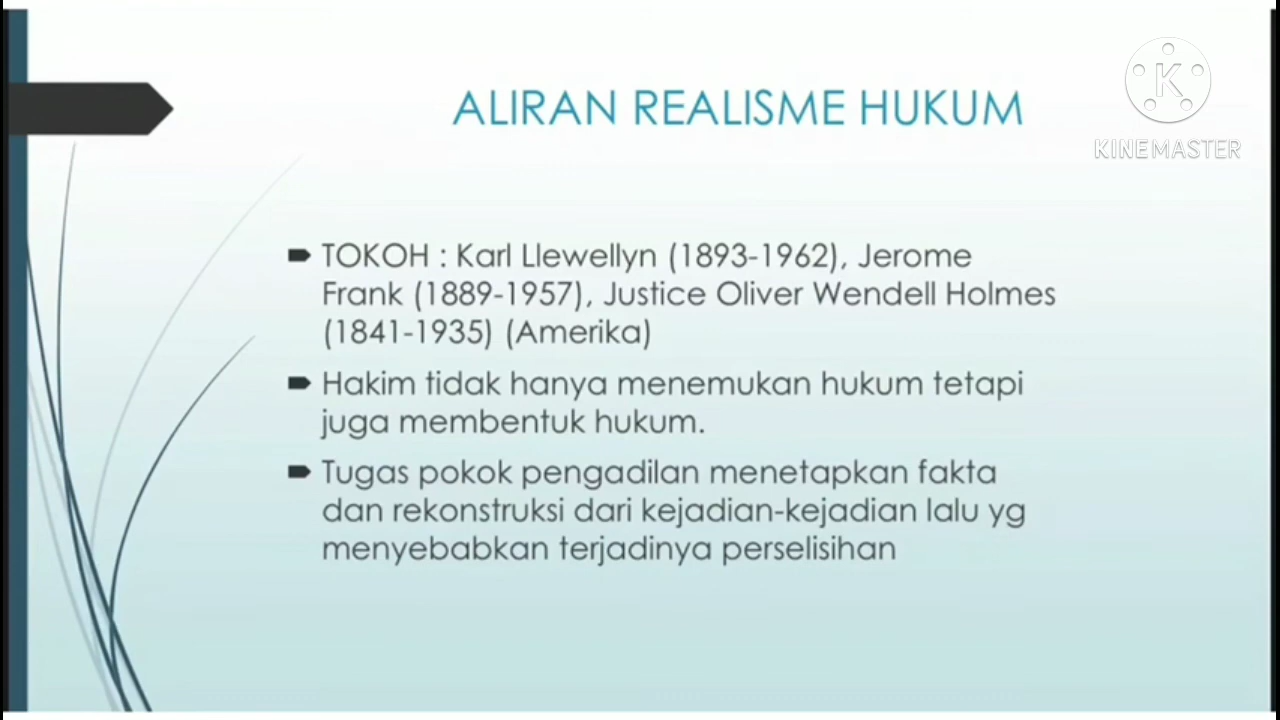 ALIRAN REALISME HUKUM
K
KINEMASTER
TOKOH : Karl Llewellyn (1893-1962), Jerome
Frank (1889-1957), Justice Oliver Wendell Holmes
(1841-1935) (Amerika)
Hakim tidak hanya menemukan hukum tetapi
juga membentuk hukum.
Tugas pokok pengadilan menetapkan fakta
dan rekonstruksi dari kejadian-kejadian lalu yg
menyebabkan terjadinya perselisihan